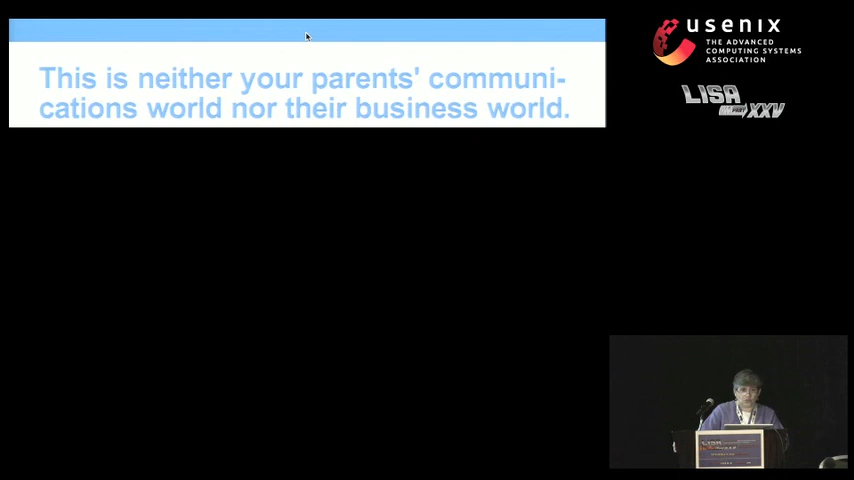 This is neither your parents' communi-
cations world nor their business world.
usenix
THE ADVANCED
COMPUTING SYSTEMS
ASSOCIATION
LISA
XXV
LISA